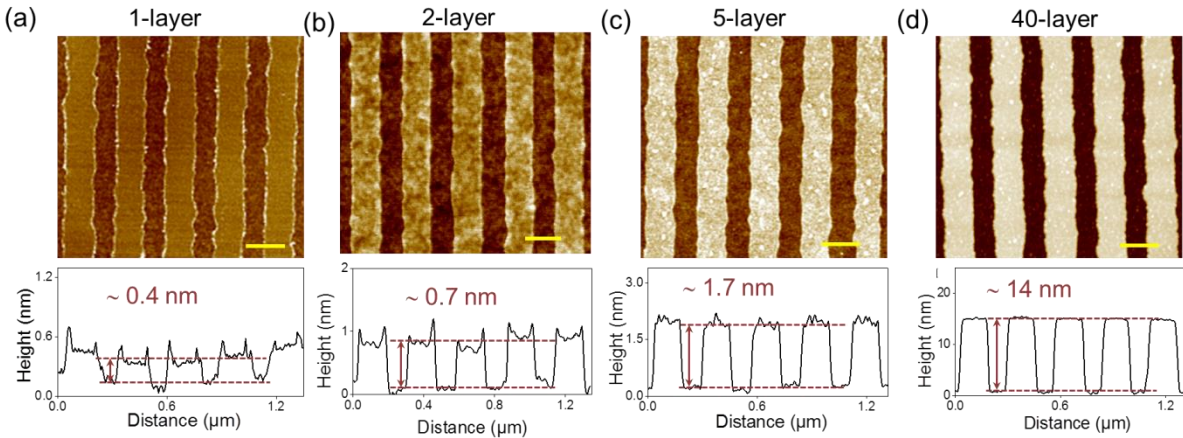 (a) 1-layer
(b) 2-layer
(c) 5-layer
(d) 40-layer
1.2
0.6
0.0
Height (nm)
~ 0.4 nm
0.0 0.6 1.2
Distance (µm)
2
1
0
Height (nm)
~ 0.7 nm
0.0 0.4 0.8 1.2
Distance (µm)
3.0
1.5
0.0
Height (nm)
~ 1.7 nm
0.0 0.6 1.2
Distance (µm)
20
10
0
Height (nm)
~ 14 nm
0.0 0.6 1.2
Distance (µm)